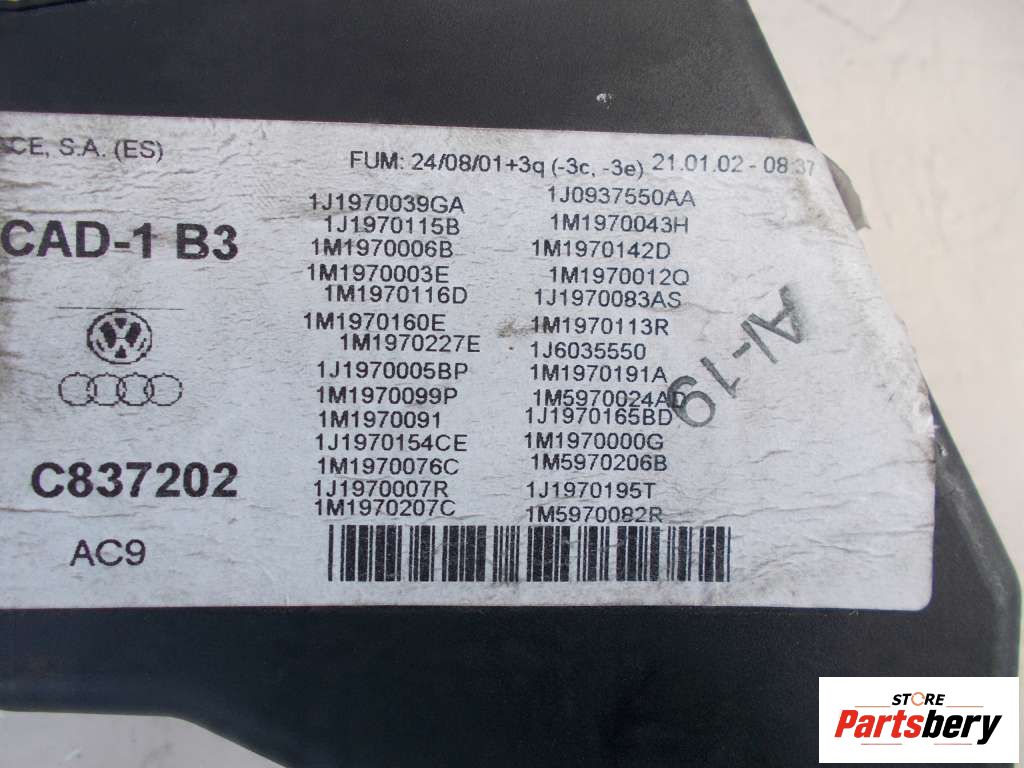 CE, S.A. (ES)
FUM: 24/08/01+3q (-3c, -3e) 21.01.02 - 08:37
CAD-1 B3
C837202
AC9
1J1970039GA
1J1970115B
1M1970006B
1M1970003E
1M1970116D
1M1970160E
1M1970227E
1J1970005BP
1M1970099P
1M1970091
1J1970154CE
1M1970076C
1J1970007R
1M1970207C
1J0937550AA
1M1970043H
1M1970142D
1M1970012Q
1J1970083AS
1M1970113R
1J6035550
1M1970191A
1M5970024AD
1J1970165BD
1M1970000G
1M5970206B
1J1970195T
1M5970082R
STORE
Partsbery